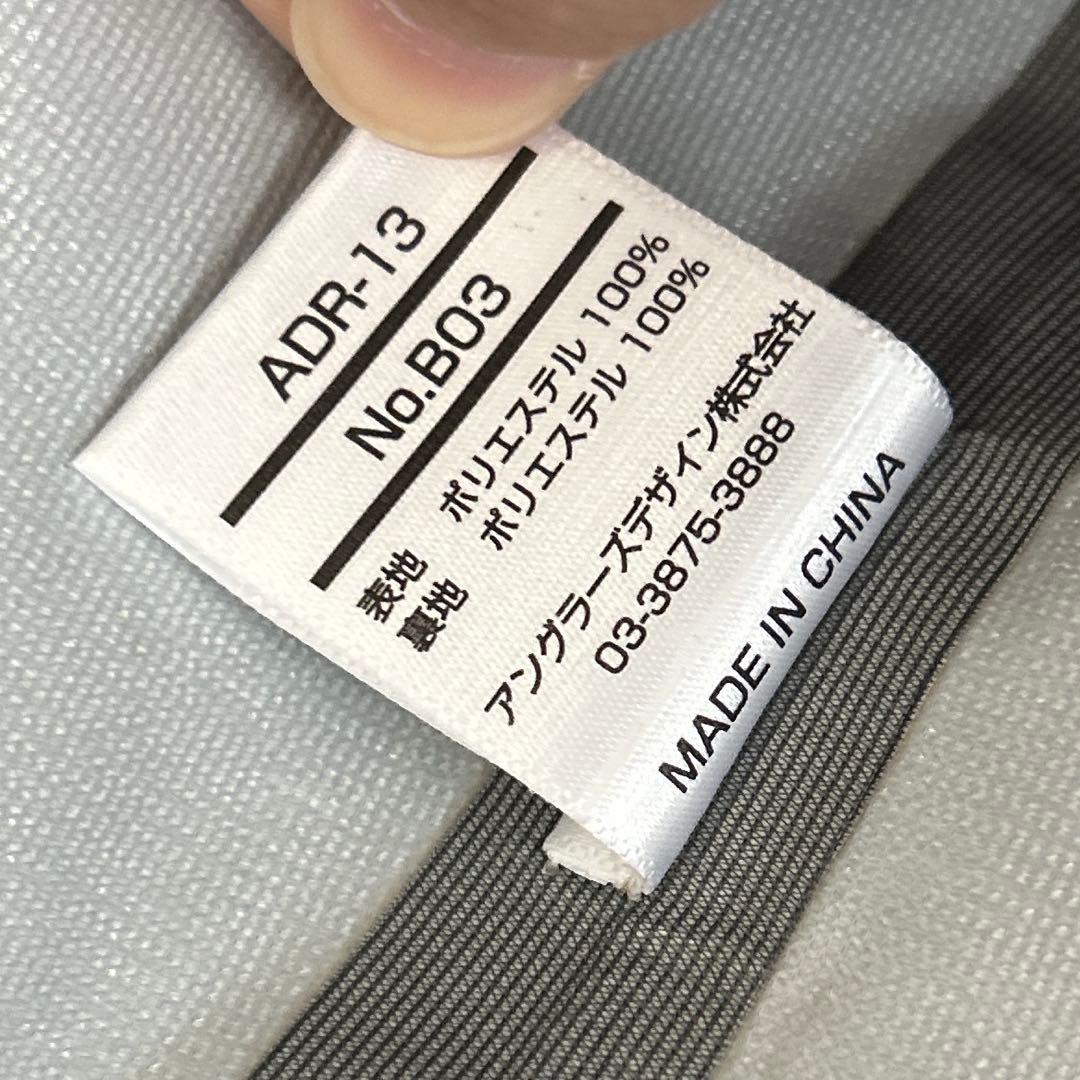 ADR-13
No.B03
表地 ポリエステル 100%
裏地 ポリエステル 100%
アングラーズデザイン株式会社
03-3875-3888
MADE IN CHINA